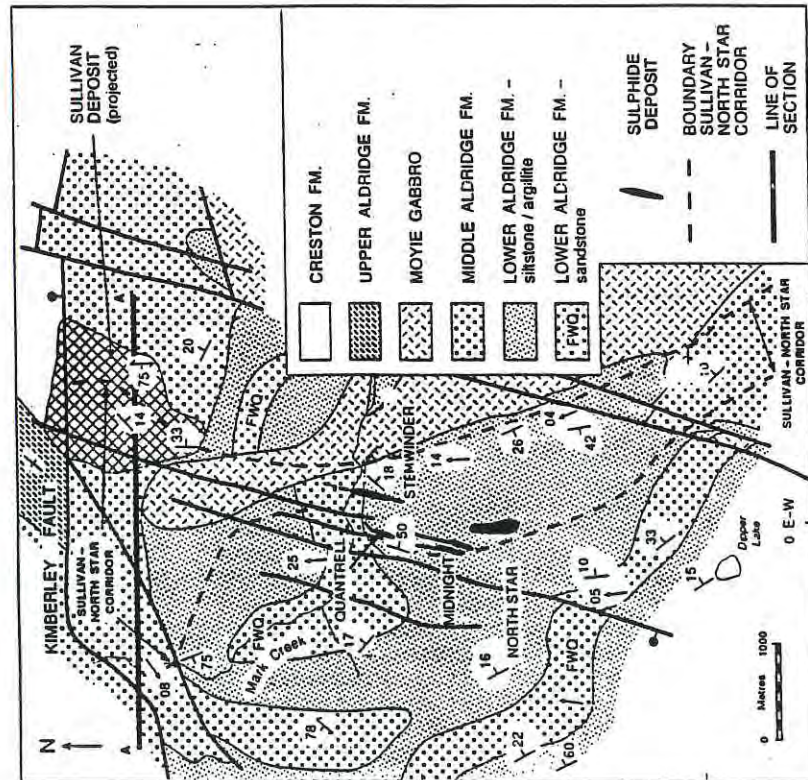 SULLIVAN
DEPOSIT
(projected)
KIMBERLEY FAULT
SULLIVAN-
NORTH STAR
CORRIDOR
N
A
A
14
75
20
33
08
75
FWQ
FWQ
Mark Creek
17
78
25
QUANTRELL
18
STEMWINDER
50
14
26
04
42
MIDNIGHT
NORTH STAR
16
10
05
33
15
FWQ
22
60
10
Dipper
Lake
0 E-W
SULLIVAN-NORTH STAR
CORRIDOR
0 Metres 1000
CRESTON FM.
UPPER ALDRIDGE FM.
MOYIE GABBRO
MIDDLE ALDRIDGE FM.
LOWER ALDRIDGE FM. -
siltstone / argillite
FWQ
LOWER ALDRIDGE FM. -
sandstone
SULPHIDE
DEPOSIT
BOUNDARY
SULLIVAN -
NORTH STAR
CORRIDOR
LINE OF
SECTION